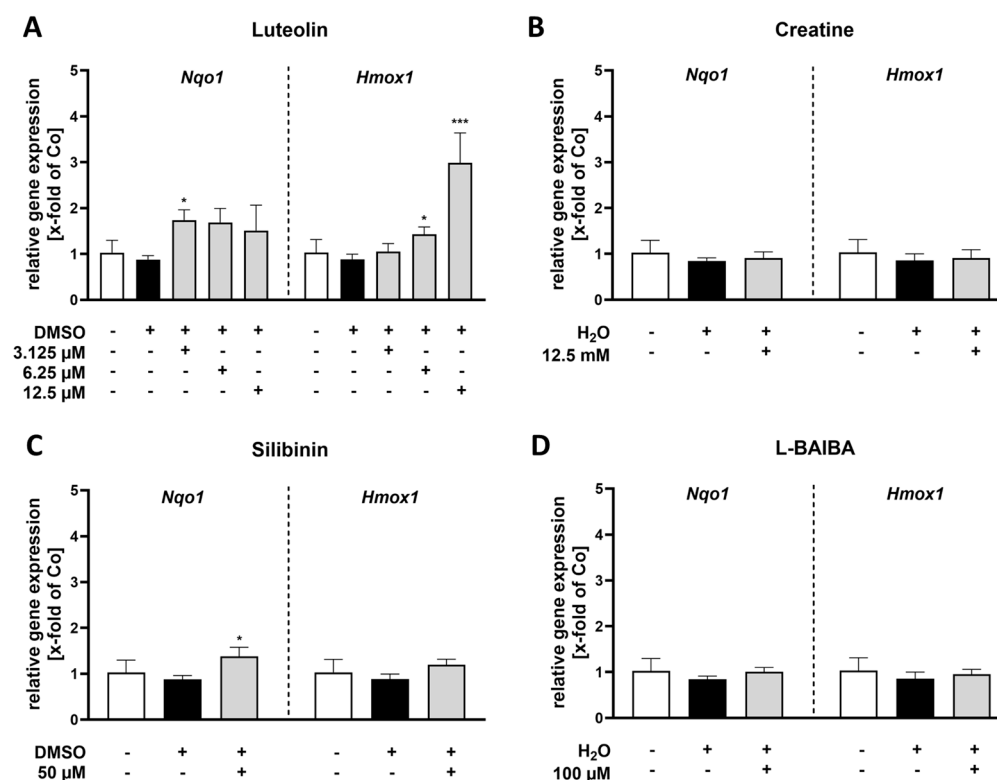 A
Luteolin
Nqo1
Hmox1
relative gene expression
[x-fold of Co]
5
4
3
2
1
0
*
*
***
DMSO - + + + + - + + + +
3.125 µM - - + - - - - + - -
6.25 µM - - - + - - - - + -
12.5 µM - - - - + - - - - +
B
Creatine
Nqo1
Hmox1
relative gene expression
[x-fold of Co]
5
4
3
2
1
0
H₂O - + + - + +
12.5 mM - - + - - +
C
Silibinin
Nqo1
Hmox1
relative gene expression
[x-fold of Co]
5
4
3
2
1
0
*
DMSO - + + - + +
50 µM - - + - - +
D
L-BAIBA
Nqo1
Hmox1
relative gene expression
[x-fold of Co]
5
4
3
2
1
0
H₂O - + + - + +
100 µM - - + - - +